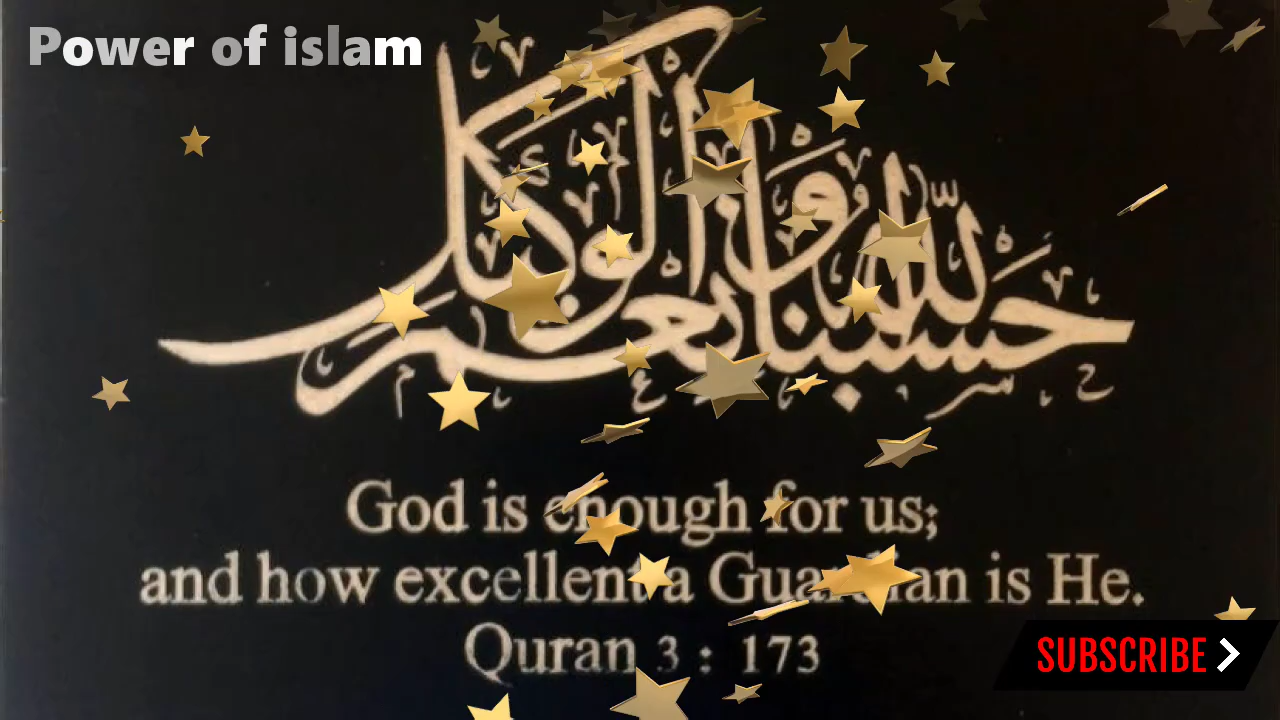 Power of islam
حسبنا الله ونعم الوكيل
God is enough for us;
and how excellent a Guardian is He.
Quran 3 : 173
SUBSCRIBE